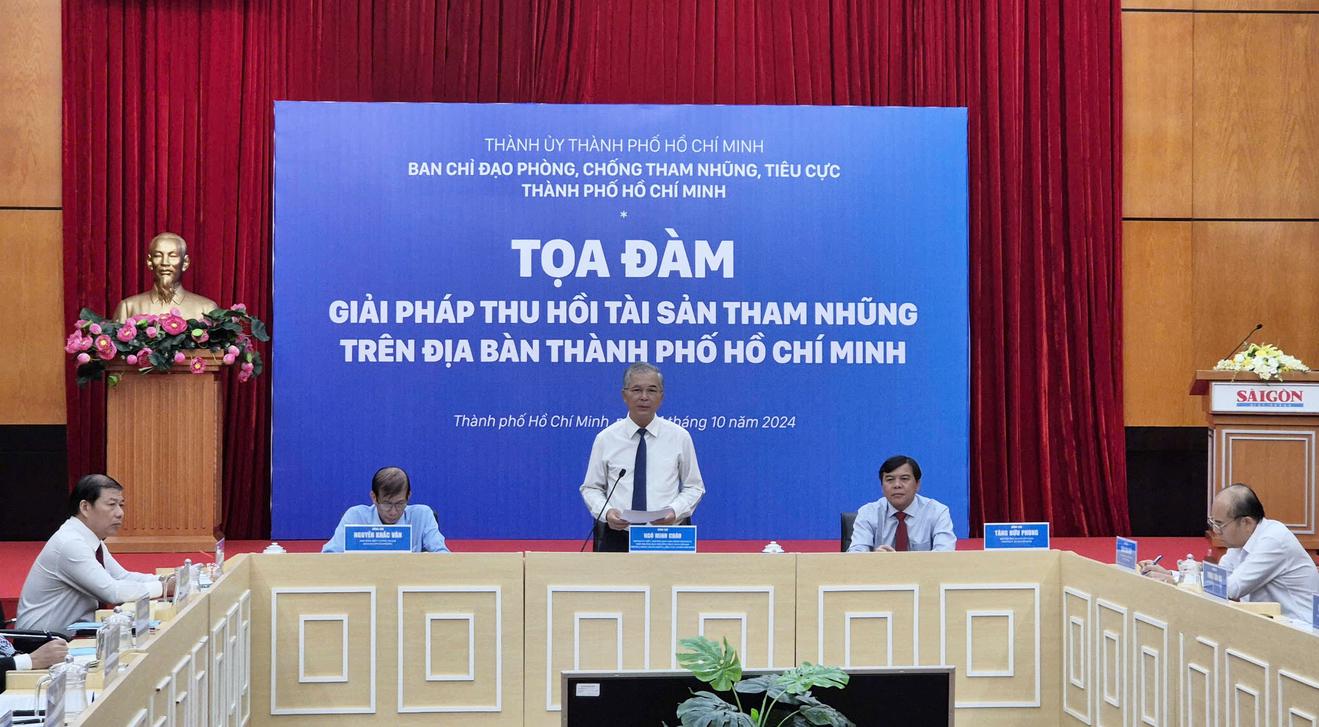 THÀNH ỦY THÀNH PHỐ HỒ CHÍ MINH
BAN CHỈ ĐẠO PHÒNG, CHỐNG THAM NHŨNG, TIÊU CỰC
THÀNH PHỐ HỒ CHÍ MINH
*
TỌA ĐÀM
GIẢI PHÁP THU HỒI TÀI SẢN THAM NHŨNG
TRÊN ĐỊA BÀN THÀNH PHỐ HỒ CHÍ MINH
Thành phố Hồ Chí Minh, tháng 10 năm 2024
SÀIGÒN
NGUYỄN KHẮC VĂN
NGÔ MINH CHÂU
TĂNG HỮU PHONG